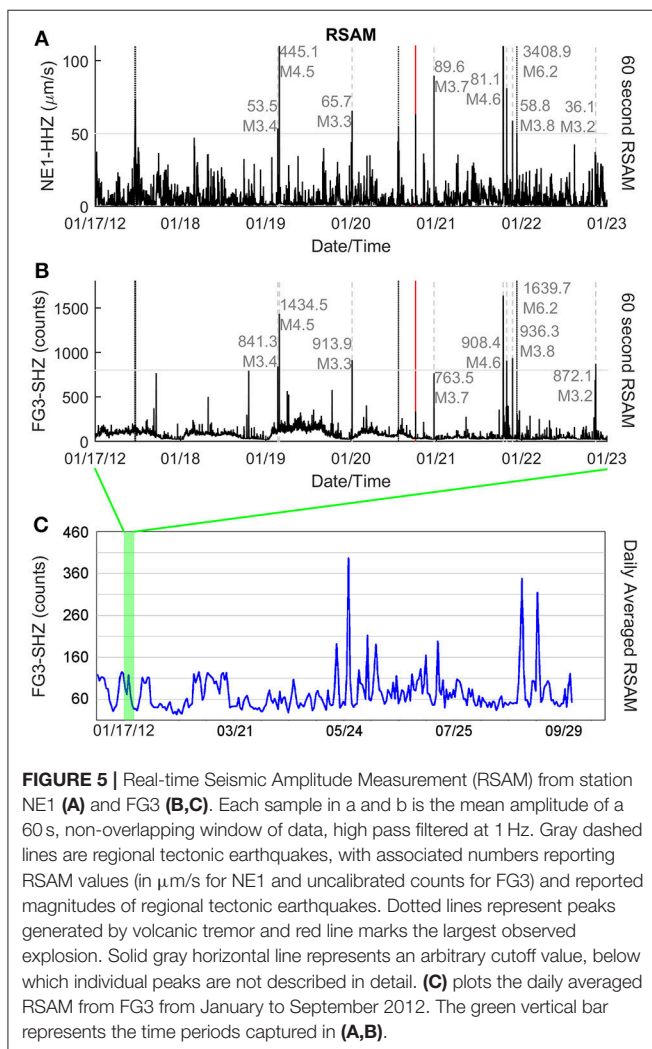 A
RSAM
NE1-HHZ (μm/s)
100
50
0
445.1
M4.5
53.5
M3.4
65.7
M3.3
89.6
M3.7
81.1
M4.6
3408.9
M6.2
58.8
M3.8
36.1
M3.2
60 second RSAM
01/17/12 01/18 01/19 01/20 01/21 01/22 01/23
Date/Time
B
FG3-SHZ (counts)
1500
1000
500
0
1434.5
M4.5
841.3
M3.4
913.9
M3.3
763.5
M3.7
908.4
M4.6
1639.7
M6.2
936.3
M3.8
872.1
M3.2
60 second RSAM
01/17/12 01/18 01/19 01/20 01/21 01/22 01/23
Date/Time
C
FG3-SHZ (counts)
460
360
260
160
60
Daily Averaged RSAM
01/17/12 03/21 05/24 07/25 09/29
FIGURE 5 | Real-time Seismic Amplitude Measurement (RSAM) from station
NE1 (A) and FG3 (B,C). Each sample in a and b is the mean amplitude of a
60 s, non-overlapping window of data, high pass filtered at 1 Hz. Gray dashed
lines are regional tectonic earthquakes, with associated numbers reporting
RSAM values (in μm/s for NE1 and uncalibrated counts for FG3) and reported
magnitudes of regional tectonic earthquakes. Dotted lines represent peaks
generated by volcanic tremor and red line marks the largest observed
explosion. Solid gray horizontal line represents an arbitrary cutoff value, below
which individual peaks are not described in detail. (C) plots the daily averaged
RSAM from FG3 from January to September 2012. The green vertical bar
represents the time periods captured in (A,B).